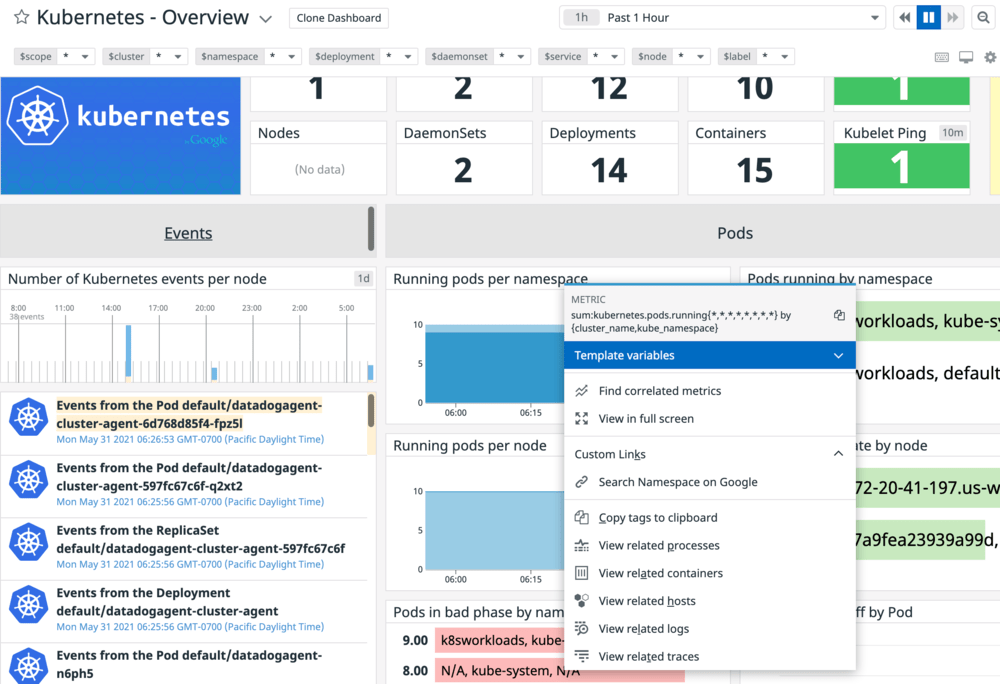 Kubernetes - Overview
Clone Dashboard
1h Past 1 Hour
$scope *
$cluster *
$namespace *
$deployment *
$daemonset *
$service *
$node *
$label *
kubernetes
by Google
1
2
12
10
1
Nodes
(No data)
DaemonSets
2
Deployments
14
Containers
15
Kubelet Ping 10m
1
Events
Pods
Number of Kubernetes events per node 1d
8:00 11:00 14:00 17:00 20:00 23:00 2:00 5:00
38 events
Events from the Pod default/datadogagent-
cluster-agent-6d768d85f4-fpz5l
Mon May 31 2021 06:26:53 GMT-0700 (Pacific Daylight Time)
Events from the Pod default/datadogagent-
cluster-agent-597fc67c6f-q2xt2
Mon May 31 2021 06:25:56 GMT-0700 (Pacific Daylight Time)
Events from the ReplicaSet
default/datadogagent-cluster-agent-597fc67c6f
Mon May 31 2021 06:25:56 GMT-0700 (Pacific Daylight Time)
Events from the Deployment
default/datadogagent-cluster-agent
Mon May 31 2021 06:25:56 GMT-0700 (Pacific Daylight Time)
Events from the Pod default/datadogagent-
n6ph5
Running pods per namespace
10
5
0
06:00 06:15
Running pods per node
10
5
0
06:00 06:15
Pods in bad phase by nam
9.00 k8sworkloads, kube-
8.00 N/A, kube-system, N/A
METRIC
sum:kubernetes.pods.running{*,*,*,*,*,*,*,*} by
{cluster_name,kube_namespace}
Template variables
Find correlated metrics
View in full screen
Custom Links
Search Namespace on Google
Copy tags to clipboard
View related processes
View related containers
View related hosts
View related logs
View related traces
Pods running by namespace
workloads, kube-sy
workloads, default
te by node
72-20-41-197.us-w
7a9fea23939a99d,
ff by Pod